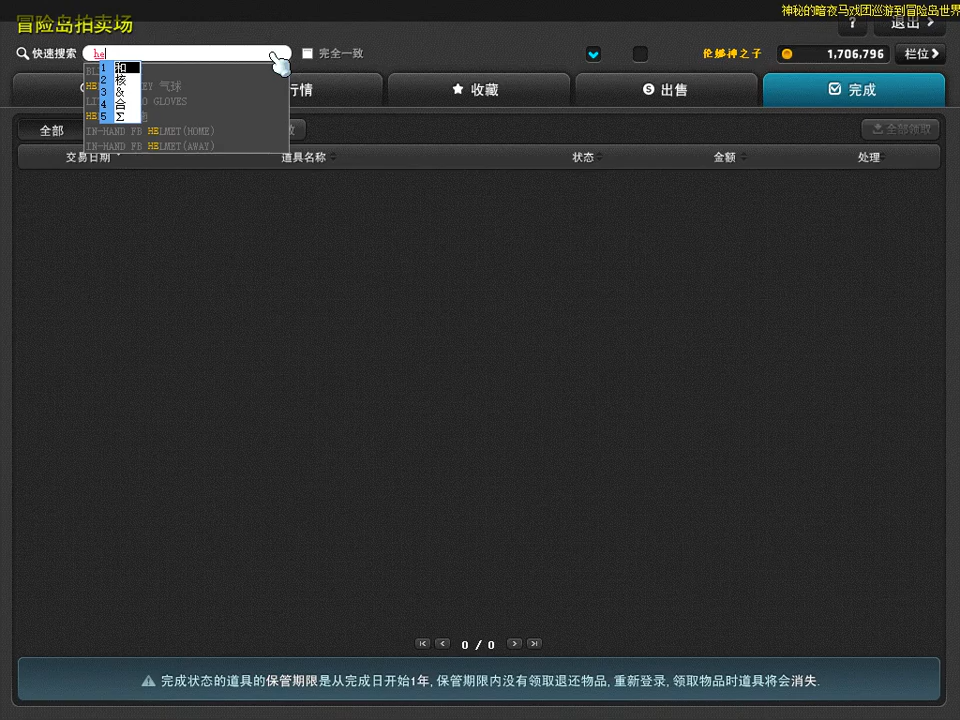 神秘的暗夜马戏团巡游到冒险岛世界
冒险岛拍卖场
? 退出
快速搜索 he 完全一致 伦娜神之子 1,706,796 栏位
1 和
2 核
3 &
4 合
5 Σ
EY 气球
O GLOVES
IN-HAND FB HELMET(HOME)
IN-HAND FB HELMET(AWAY)
行情 收藏 出售 完成
全部 全部领取
交易日期 道具名称 状态 金额 处理
0 / 0
完成状态的道具的保管期限是从完成日开始1年, 保管期限内没有领取退还物品, 重新登录, 领取物品时道具将会消失.